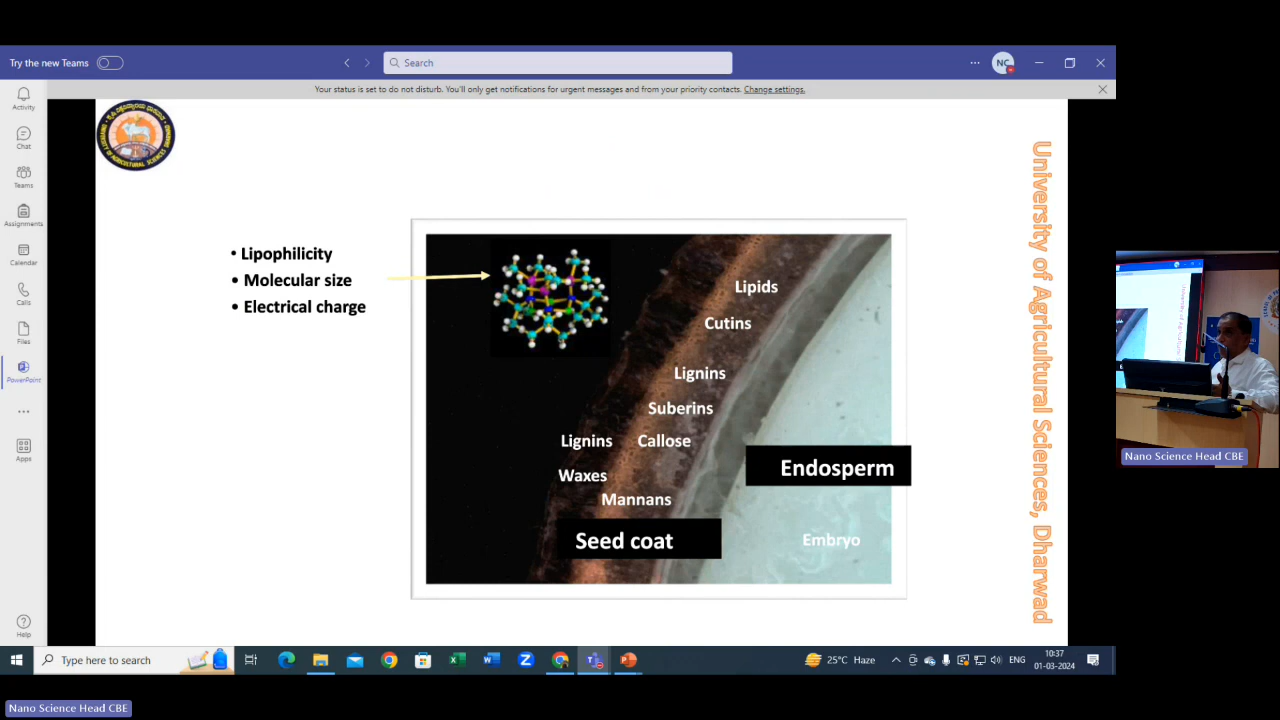 Try the new Teams
Search
NC
Your status is set to do not disturb. You'll only get notifications for urgent messages and from your priority contacts. Change settings.
Activity
Chat
Teams
Assignments
Calendar
Calls
Files
PowerPoint
Apps
Help
• Lipophilicity
• Molecular size
• Electrical charge
Lipids
Cutins
Lignins
Suberins
Lignins Callose
Waxes
Mannans
Endosperm
Seed coat
Embryo
University of Agricultural Sciences, Dharwad
Nano Science Head CBE
Type here to search
25°C Haze
ENG
10:37
01-03-2024
Nano Science Head CBE